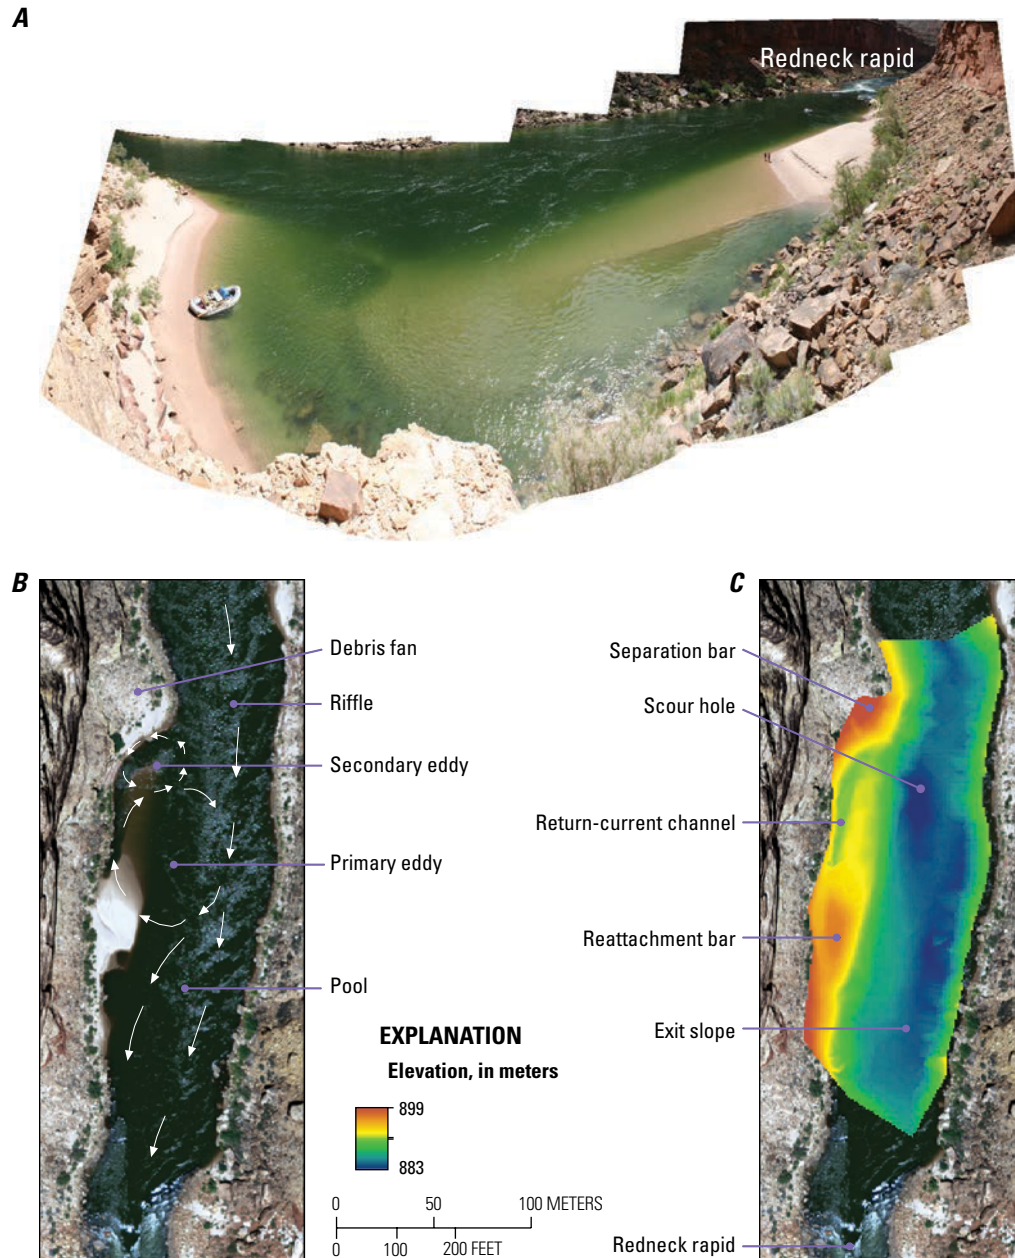 A
Redneck rapid
B
Debris fan
Riffle
Secondary eddy
Primary eddy
Pool
EXPLANATION
Elevation, in meters
899
883
0 50 100 METERS
0 100 200 FEET
C
Separation bar
Scour hole
Return-current channel
Reattachment bar
Exit slope
Redneck rapid